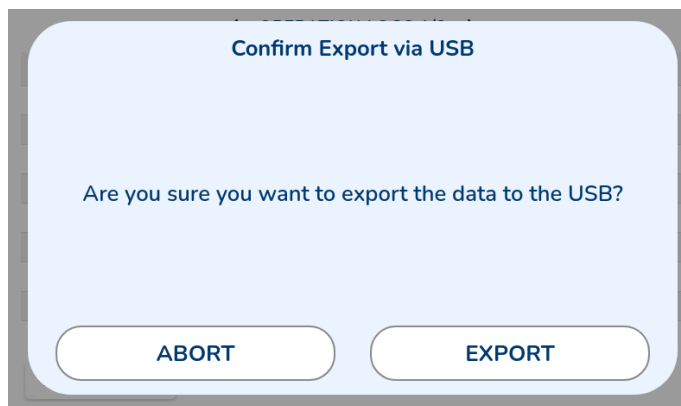 Confirm Export via USB
Are you sure you want to export the data to the USB?
ABORT
EXPORT